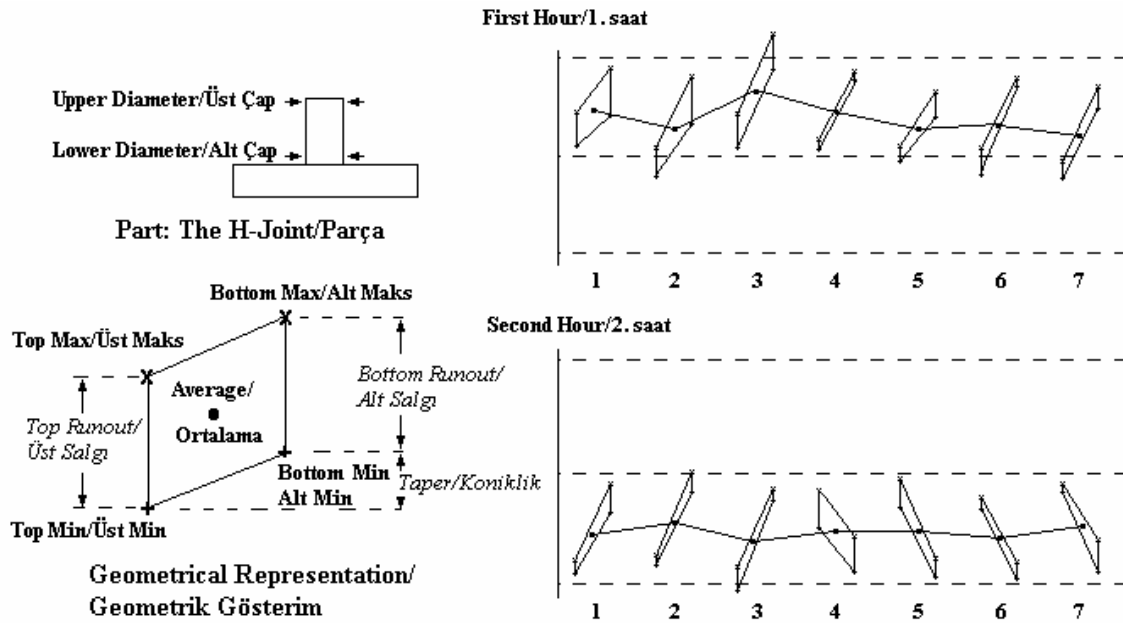 First Hour/1. saat
Upper Diameter/Üst Çap
Lower Diameter/Alt Çap
Part: The H-Joint/Parça
1 2 3 4 5 6 7
Bottom Max/Alt Maks
Top Max/Üst Maks
Average/
Ortalama
Top Runout/
Üst Salgı
Bottom Runout/
Alt Salgı
Bottom Min
Alt Min
Taper/Koniklik
Top Min/Üst Min
Geometrical Representation/
Geometrik Gösterim
Second Hour/2. saat
1 2 3 4 5 6 7